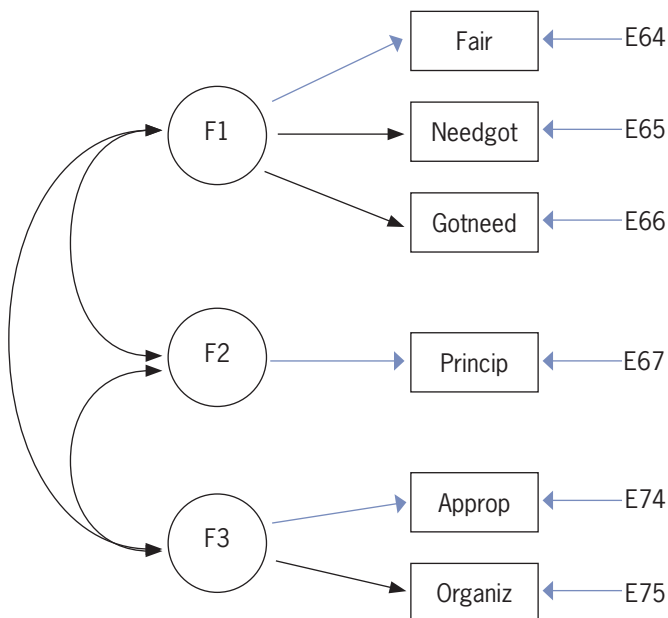 Fair
E64
F1
Needgot
E65
Gotneed
E66
F2
Princip
E67
Approp
E74
F3
Organiz
E75